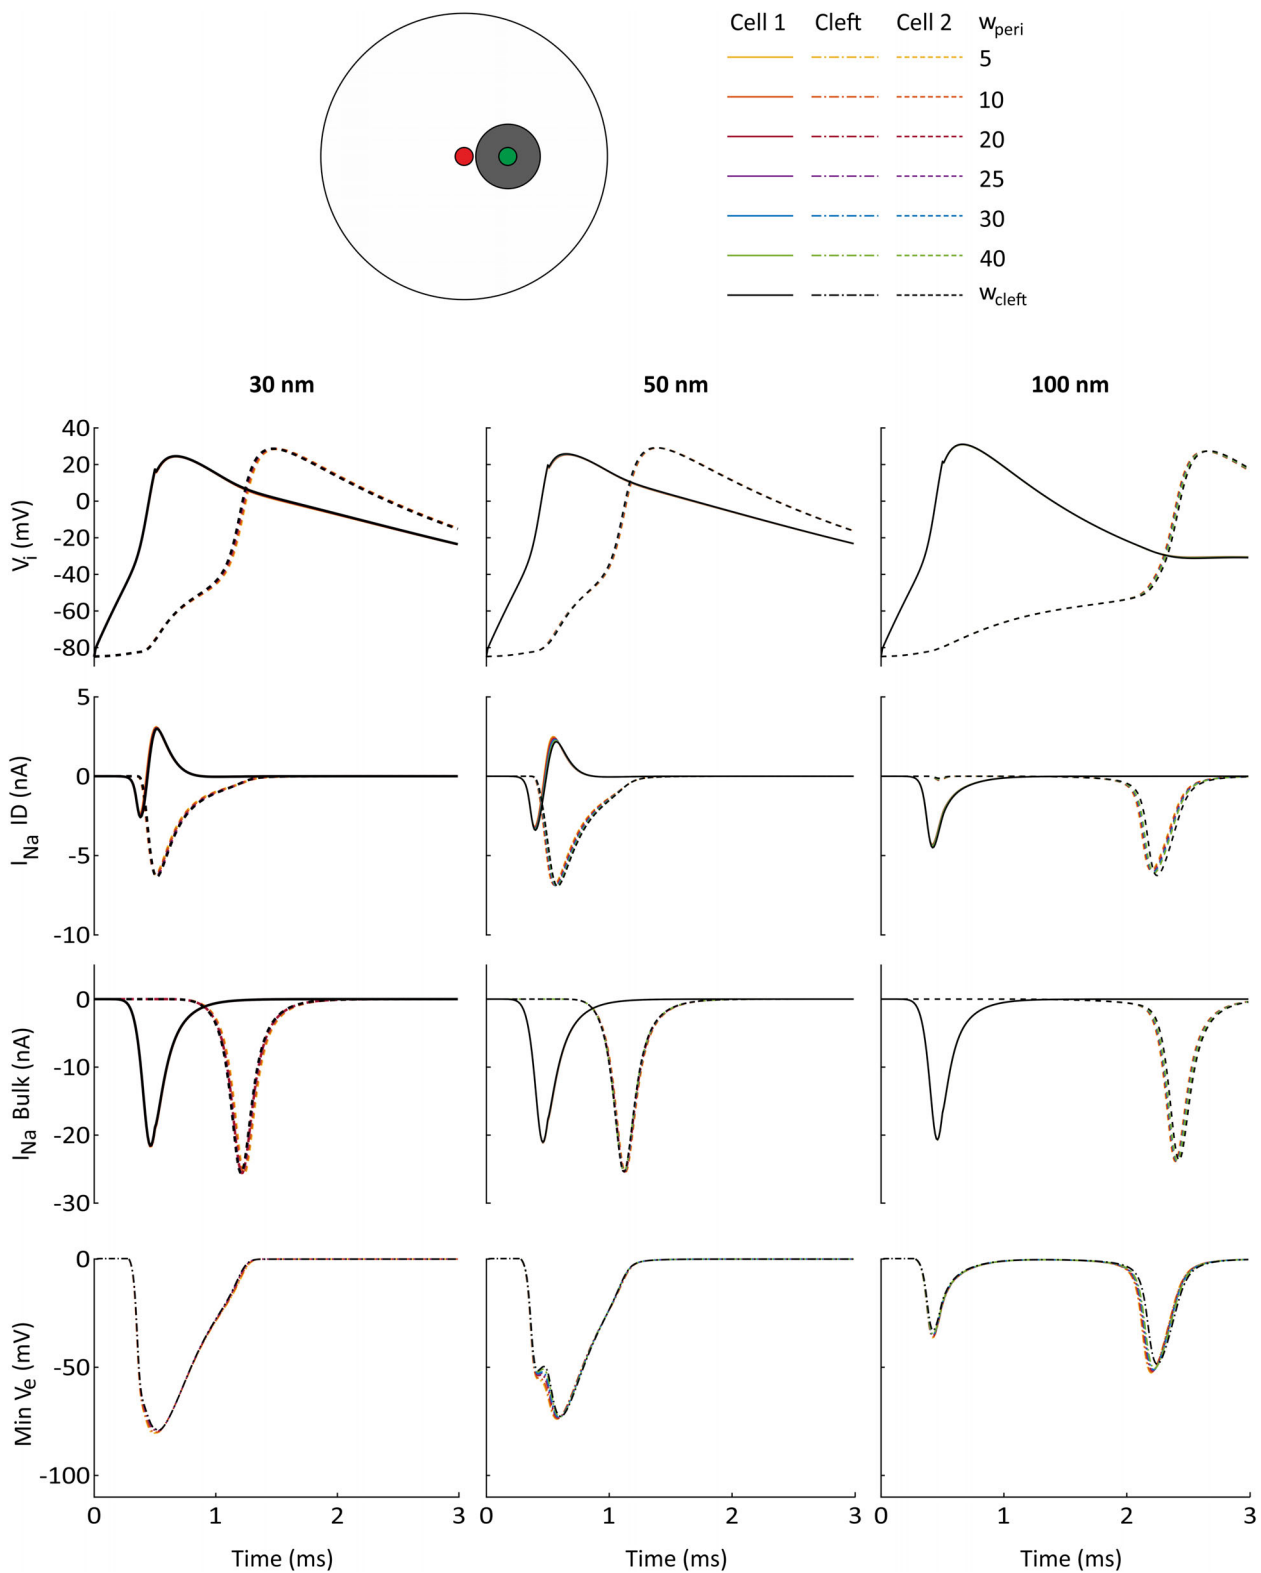 Cell 1 Cleft Cell 2 wperi
5
10
20
25
30
40
wcleft
30 nm 50 nm 100 nm
Vi (mV)
40
20
0
-20
-40
-60
-80
INa ID (nA)
5
0
-5
-10
INa Bulk (nA)
0
-10
-20
-30
Min Ve (mV)
0
-50
-100
0 1 2 3 0 1 2 3 0 1 2 3
Time (ms) Time (ms) Time (ms)